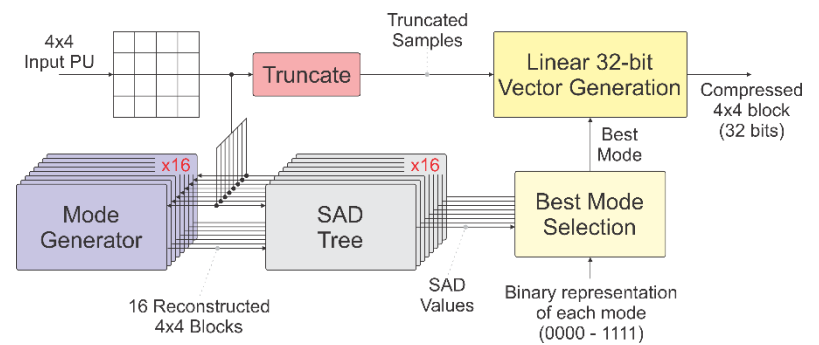 4x4
Input PU
Truncate
Truncated
Samples
Linear 32-bit
Vector Generation
Compressed
4x4 block
(32 bits)
Best
Mode
x16
Mode
Generator
x16
SAD
Tree
Best Mode
Selection
16 Reconstructed
4x4 Blocks
SAD
Values
Binary representation
of each mode
(0000 - 1111)